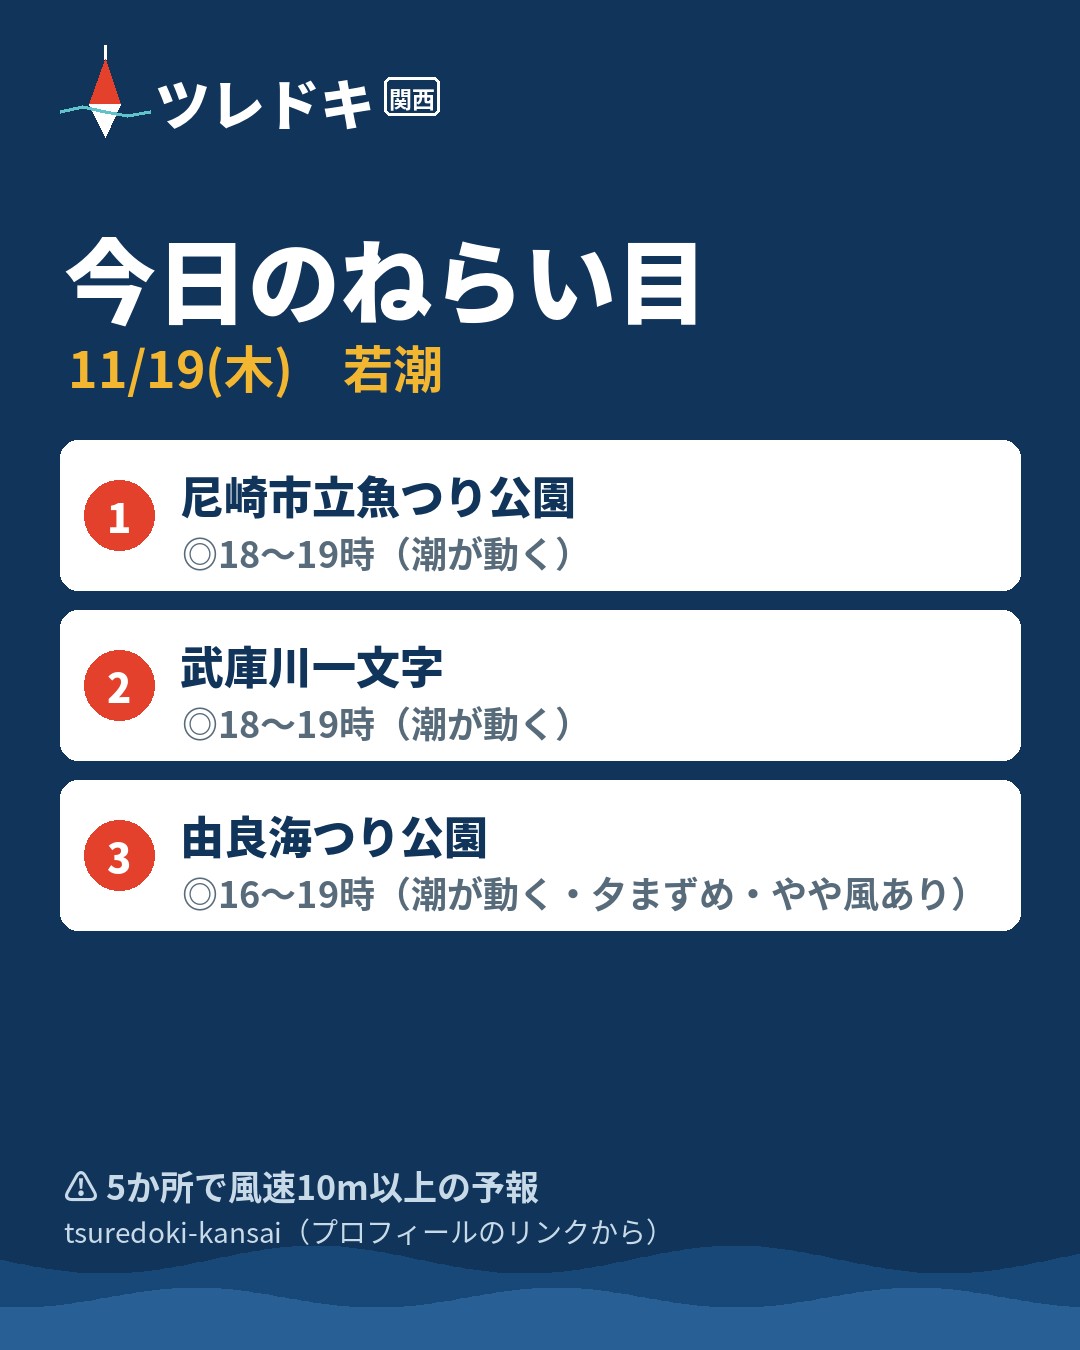 ツレドキ 関西
今日のねらい目
11/19(木) 若潮
1 尼崎市立魚つり公園
◎18〜19時（潮が動く）
2 武庫川一文字
◎18〜19時（潮が動く）
3 由良海つり公園
◎16〜19時（潮が動く・夕まずめ・やや風あり）
⚠5か所で風速10m以上の予報
tsuredoki-kansai（プロフィールのリンクから）